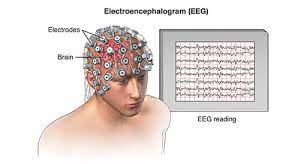 Electroencephalogram (EEG)
Electrodes
Brain
EEG reading